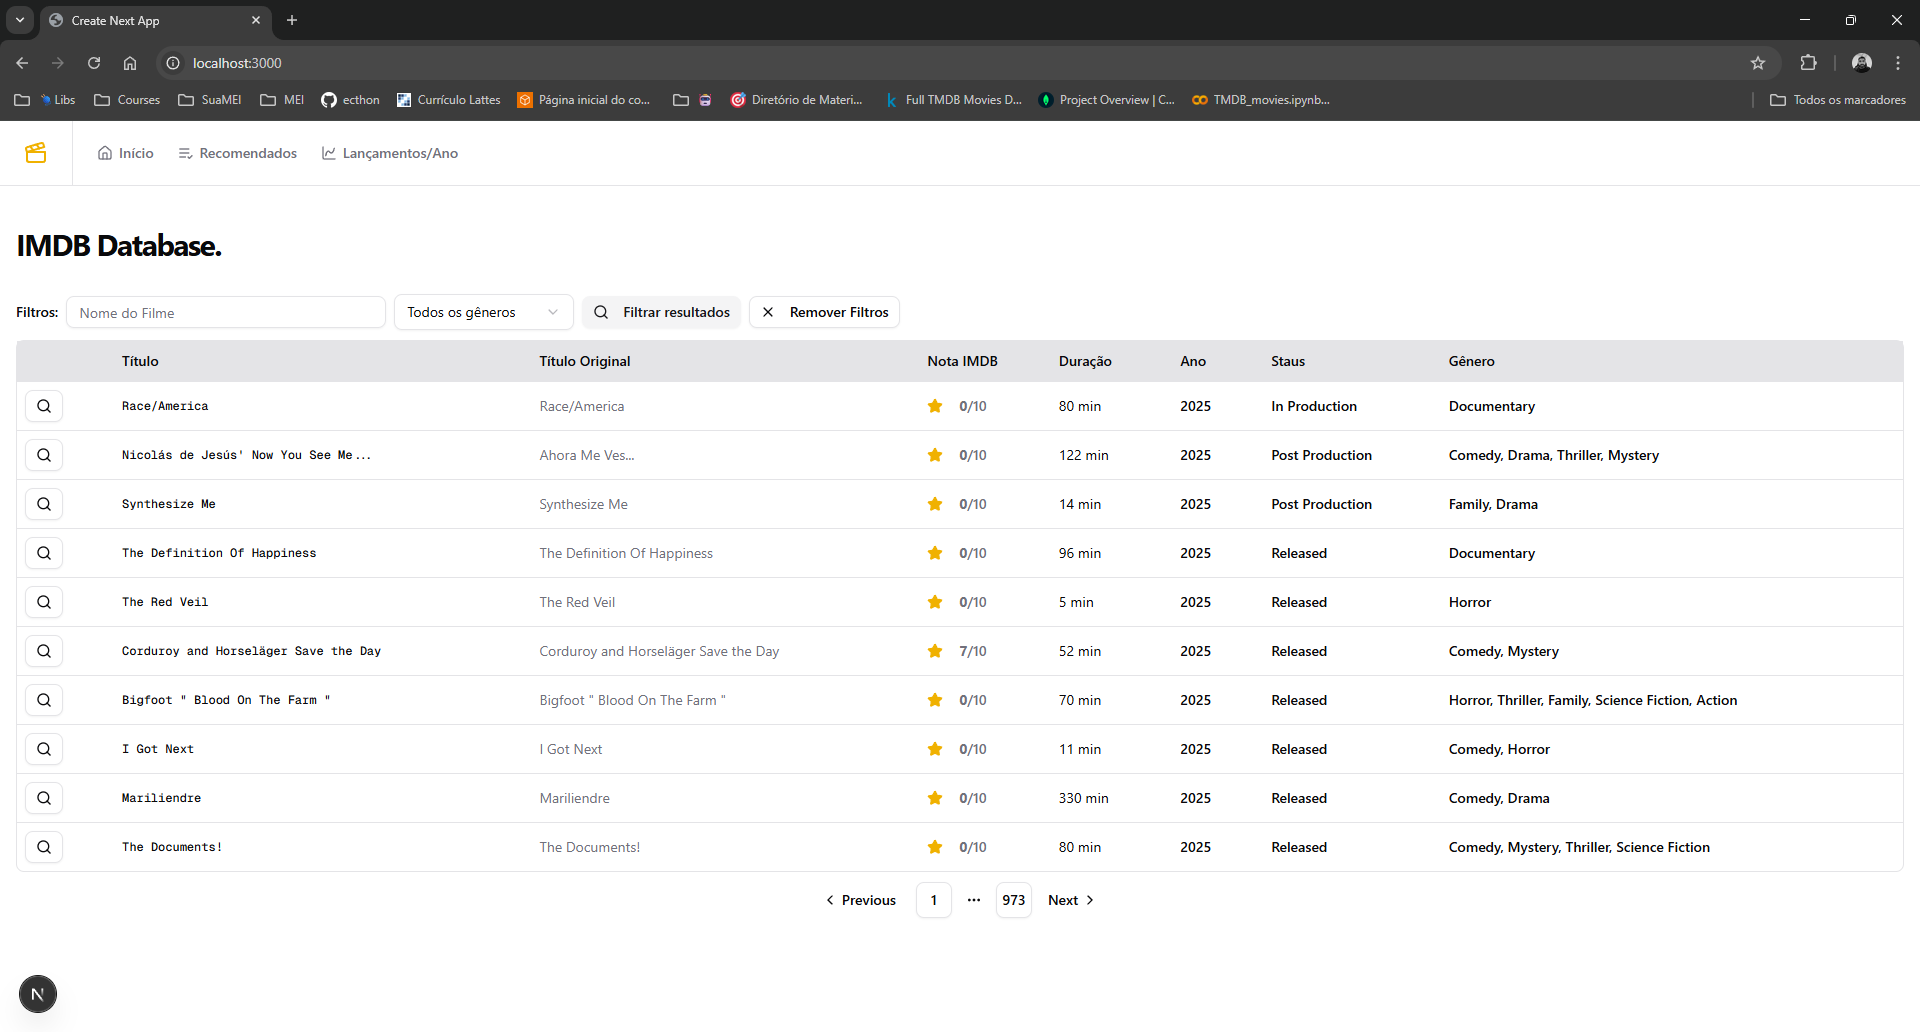 Create Next App
localhost:3000
Libs Courses SuaMEI MEI ecthon Currículo Lattes Página inicial do co... Diretório de Materi... Full TMDB Movies D... Project Overview | C... TMDB_movies.ipynb... Todos os marcadores
Início Recomendados Lançamentos/Ano
IMDB Database.
Filtros: Nome do Filme Todos os gêneros Filtrar resultados Remover Filtros
Título Título Original Nota IMDB Duração Ano Staus Gênero
Race/America Race/America 0/10 80 min 2025 In Production Documentary
Nicolás de Jesús' Now You See Me... Ahora Me Ves... 0/10 122 min 2025 Post Production Comedy, Drama, Thriller, Mystery
Synthesize Me Synthesize Me 0/10 14 min 2025 Post Production Family, Drama
The Definition Of Happiness The Definition Of Happiness 0/10 96 min 2025 Released Documentary
The Red Veil The Red Veil 0/10 5 min 2025 Released Horror
Corduroy and Horseläger Save the Day Corduroy and Horseläger Save the Day 7/10 52 min 2025 Released Comedy, Mystery
Bigfoot " Blood On The Farm " Bigfoot " Blood On The Farm " 0/10 70 min 2025 Released Horror, Thriller, Family, Science Fiction, Action
I Got Next I Got Next 0/10 11 min 2025 Released Comedy, Horror
Mariliendre Mariliendre 0/10 330 min 2025 Released Comedy, Drama
The Documents! The Documents! 0/10 80 min 2025 Released Comedy, Mystery, Thriller, Science Fiction
Previous 1 ... 973 Next
N